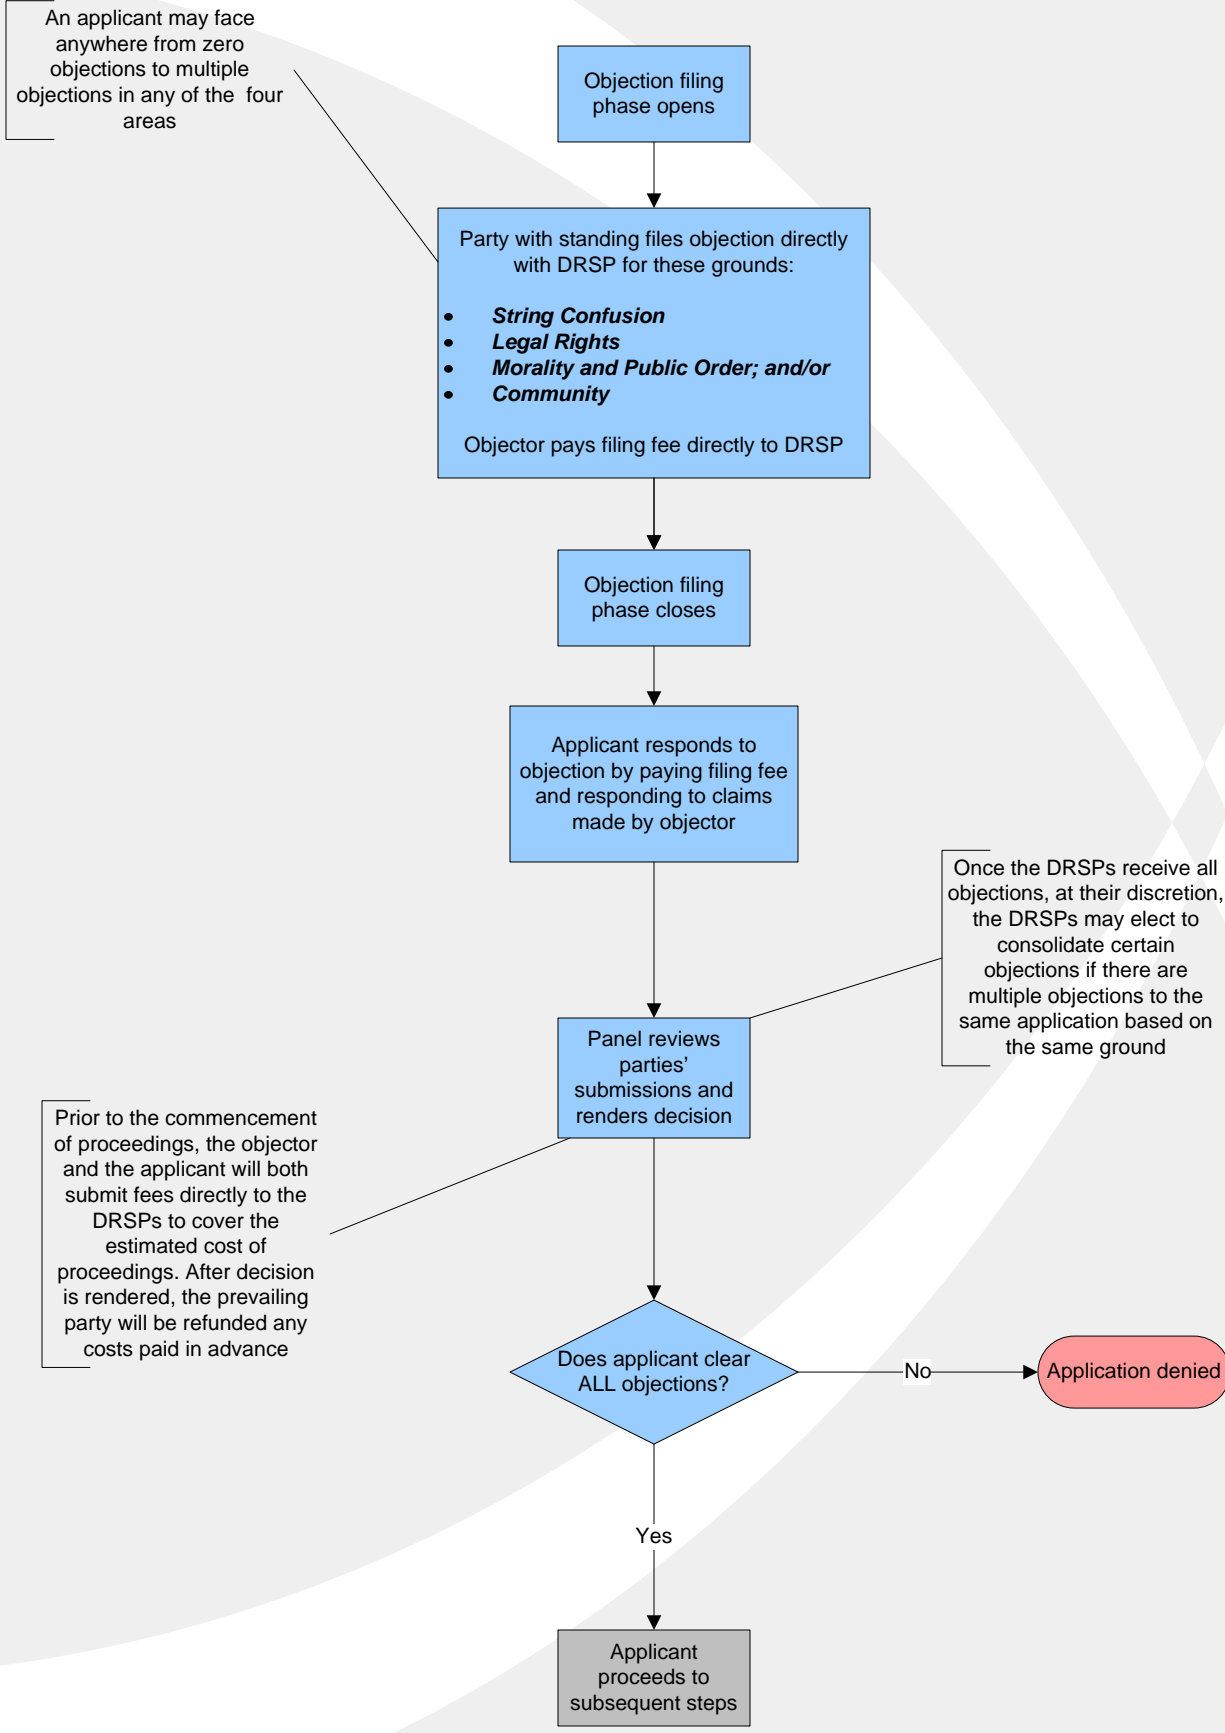 An applicant may face
anywhere from zero
objections to multiple
objections in any of the four
areas
Objection filing
phase opens
Party with standing files objection directly
with DRSP for these grounds:
• String Confusion
• Legal Rights
• Morality and Public Order; and/or
• Community
Objector pays filing fee directly to DRSP
Objection filing
phase closes
Applicant responds to
objection by paying filing fee
and responding to claims
made by objector
Once the DRSPs receive all
objections, at their discretion,
the DRSPs may elect to
consolidate certain
objections if there are
multiple objections to the
same application based on
the same ground
Panel reviews
parties’
submissions and
renders decision
Prior to the commencement
of proceedings, the objector
and the applicant will both
submit fees directly to the
DRSPs to cover the
estimated cost of
proceedings. After decision
is rendered, the prevailing
party will be refunded any
costs paid in advance
Does applicant clear
ALL objections?
No
Application denied
Yes
Applicant
proceeds to
subsequent steps